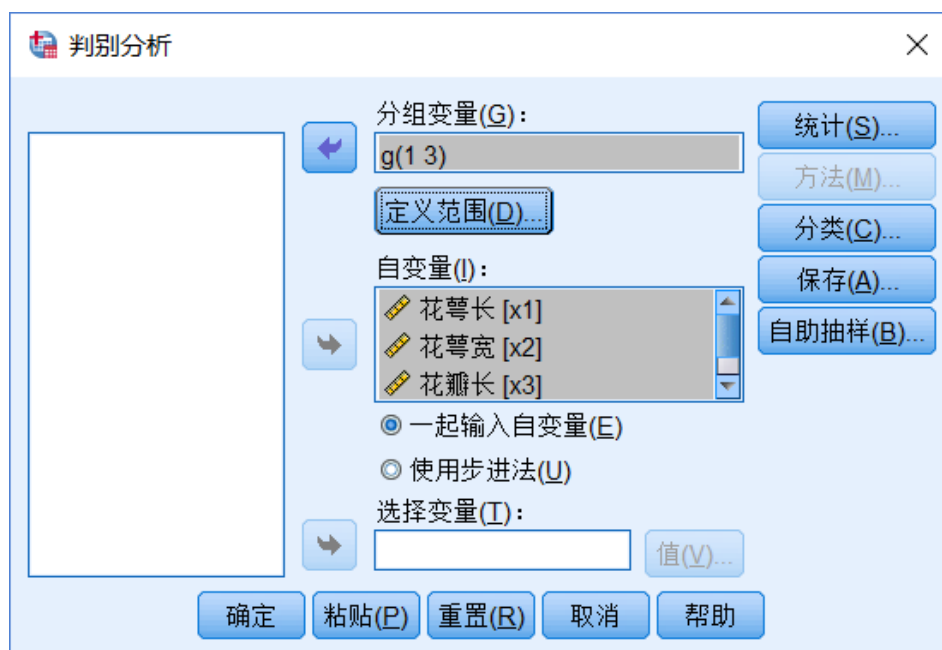 判别分析
分组变量(G):
g(1 3)
定义范围(D)...
自变量(I):
花萼长 [x1]
花萼宽 [x2]
花瓣长 [x3]
一起输入自变量(E)
使用步进法(U)
选择变量(T):
值(V)...
统计(S)...
方法(M)...
分类(C)...
保存(A)...
自助抽样(B)...
确定
粘贴(P)
重置(R)
取消
帮助